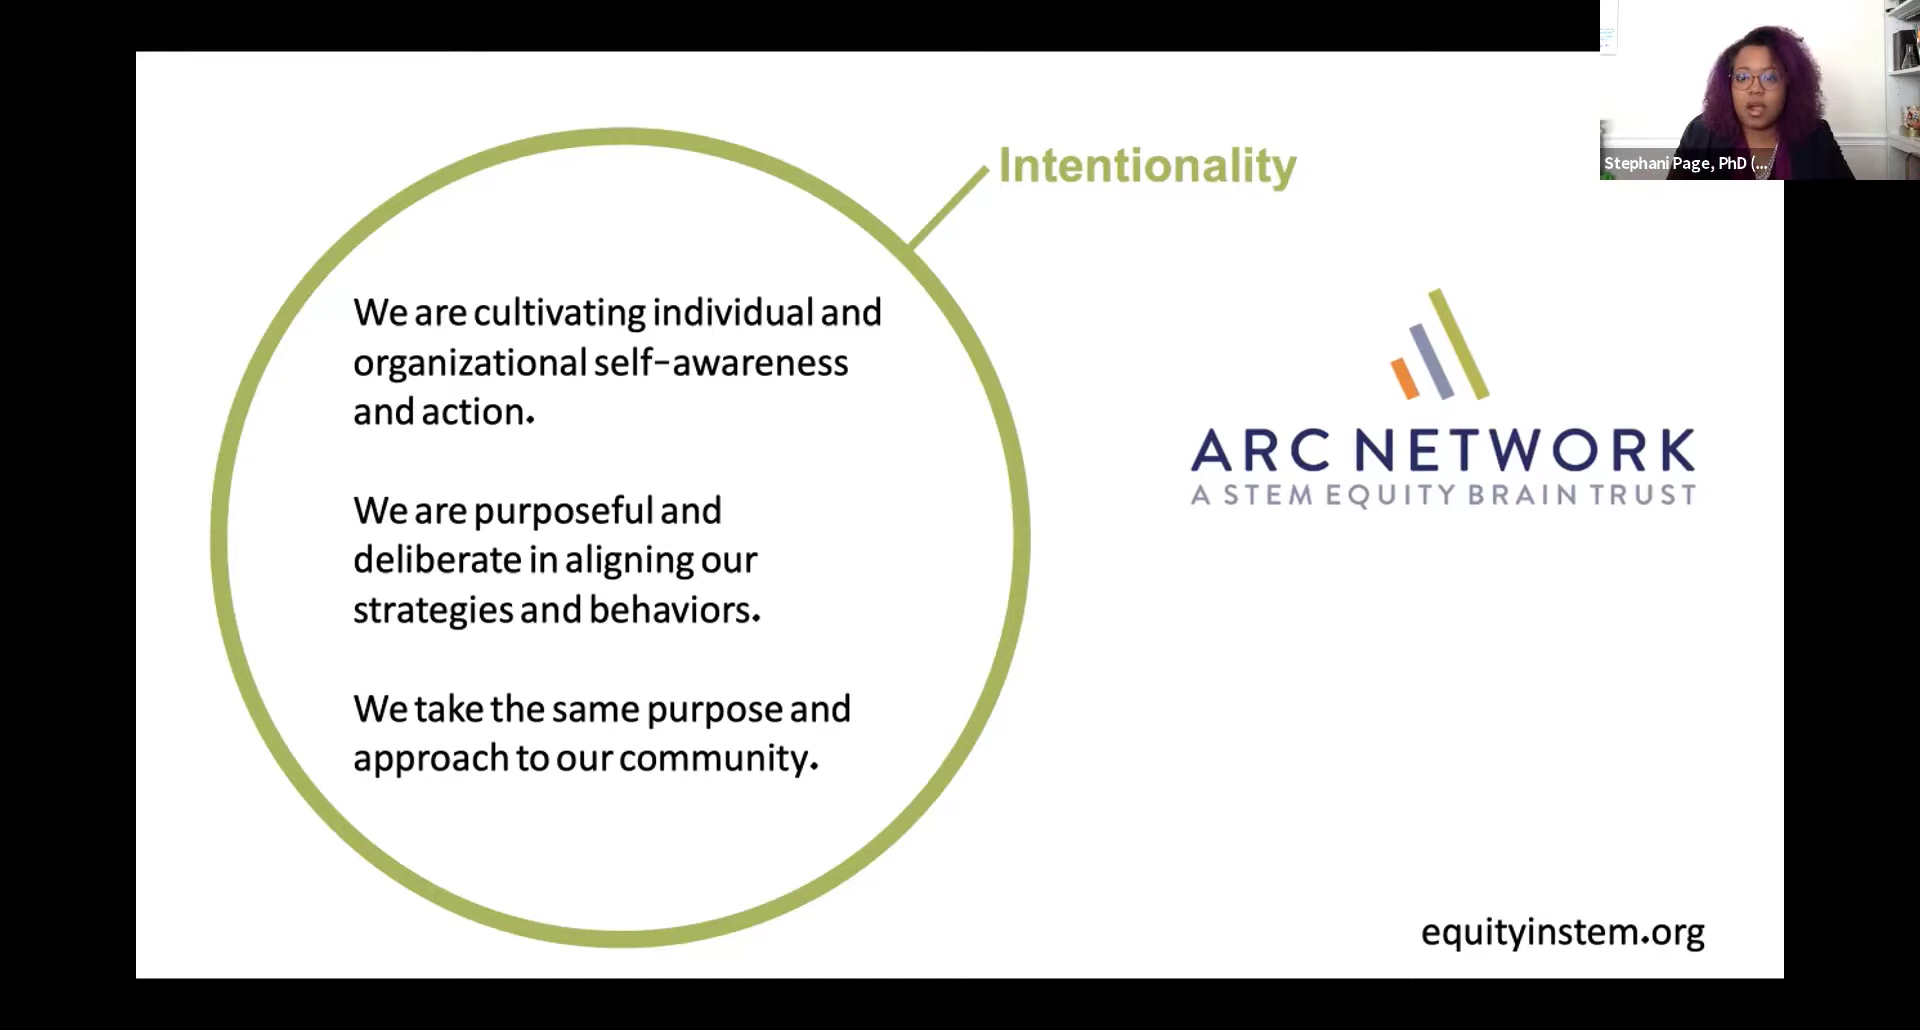 Intentionality
We are cultivating individual and
organizational self-awareness
and action.
We are purposeful and
deliberate in aligning our
strategies and behaviors.
We take the same purpose and
approach to our community.
ARC NETWORK
A STEM EQUITY BRAIN TRUST
equityinstem.org
Stephani Page, PhD (...